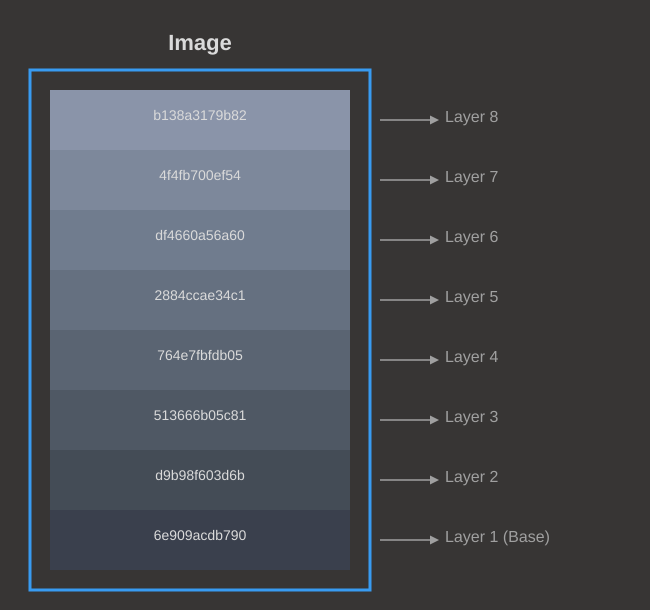 Image
b138a3179b82
Layer 8
4f4fb700ef54
Layer 7
df4660a56a60
Layer 6
2884ccae34c1
Layer 5
764e7fbfdb05
Layer 4
513666b05c81
Layer 3
d9b98f603d6b
Layer 2
6e909acdb790
Layer 1 (Base)